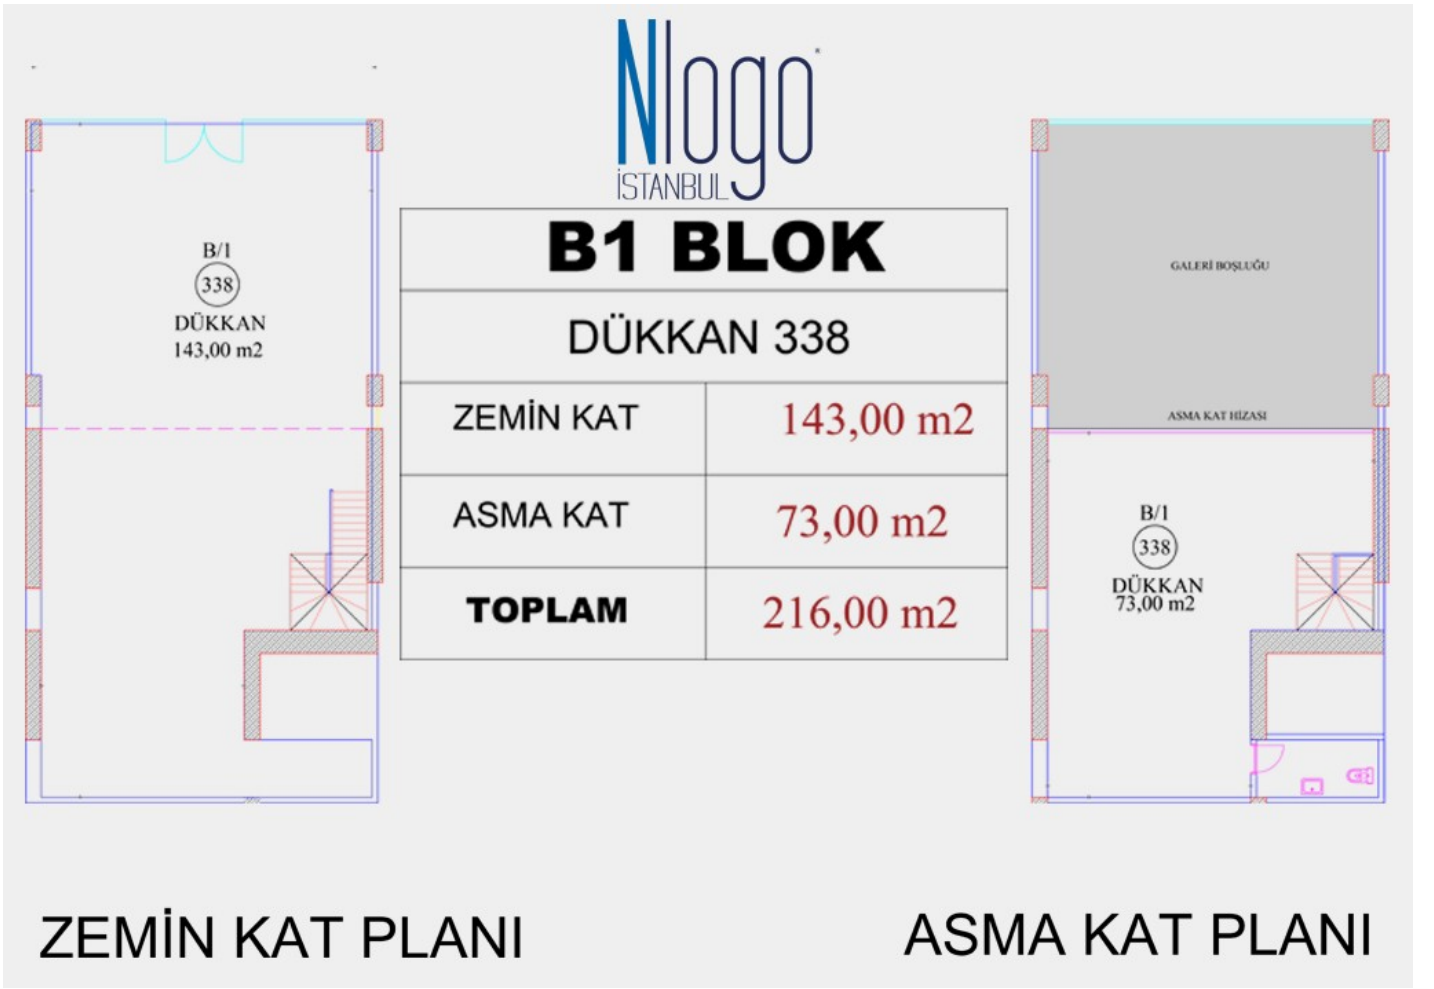 Nlogo
İSTANBUL
B/1
338
DÜKKAN
143,00 m2
B1 BLOK
DÜKKAN 338
ZEMİN KAT 143,00 m2
ASMA KAT 73,00 m2
TOPLAM 216,00 m2
GALERİ BOŞLUĞU
ASMA KAT HİZASI
B/1
338
DÜKKAN
73,00 m2
ZEMİN KAT PLANI
ASMA KAT PLANI